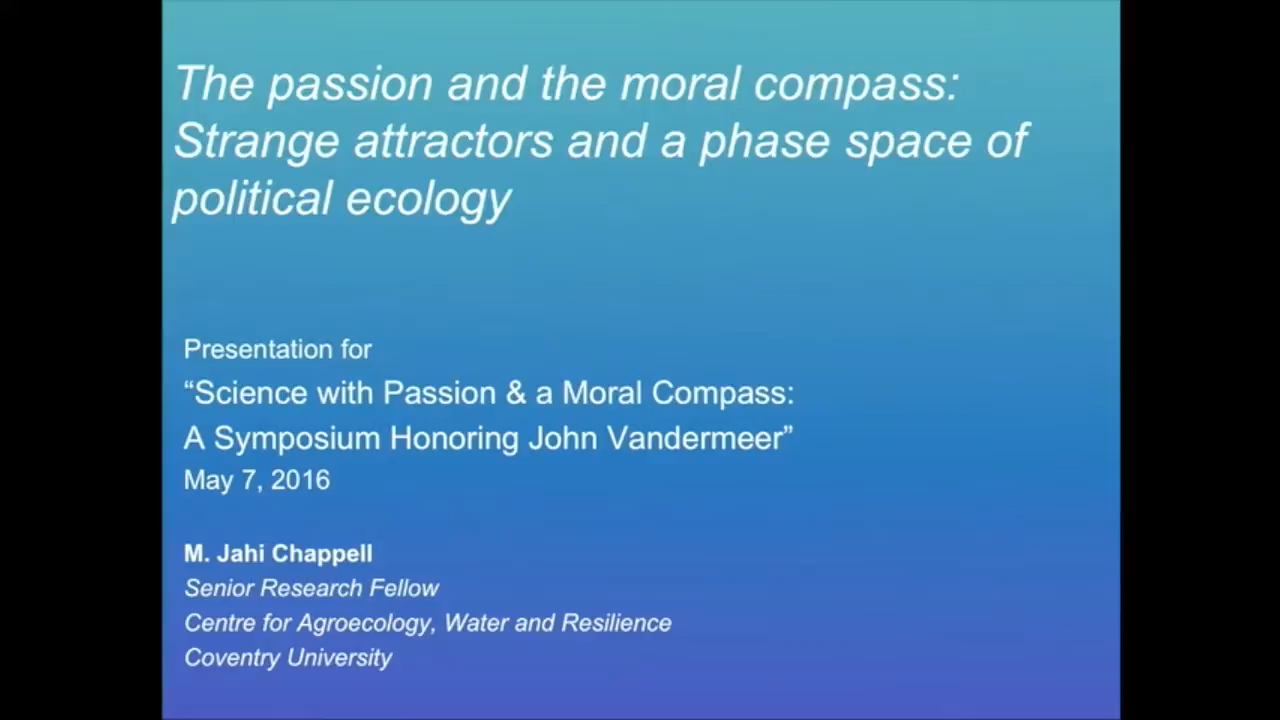 The passion and the moral compass:
Strange attractors and a phase space of
political ecology
Presentation for
“Science with Passion & a Moral Compass:
A Symposium Honoring John Vandermeer”
May 7, 2016
M. Jahi Chappell
Senior Research Fellow
Centre for Agroecology, Water and Resilience
Coventry University